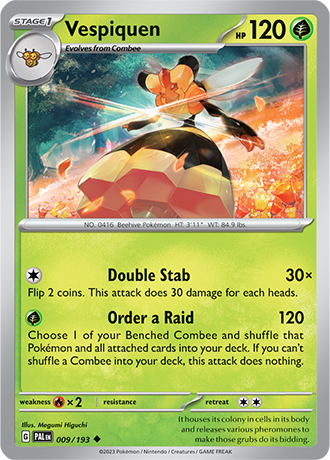 STAGE 1
Vespiquen
HP 120
Evolves from Combee
NO. 0416 Beehive Pokémon HT: 3'11" WT: 84.9 lbs.
Double Stab 30×
Flip 2 coins. This attack does 30 damage for each heads.
Order a Raid 120
Choose 1 of your Benched Combee and shuffle that
Pokémon and all attached cards into your deck. If you can't
shuffle a Combee into your deck, this attack does nothing.
weakness ×2 resistance retreat
Illus. Megumi Higuchi
G PAL EN 009/193
It houses its colony in cells in its body
and releases various pheromones to
make those grubs do its bidding.
©2023 Pokémon / Nintendo / Creatures / GAME FREAK